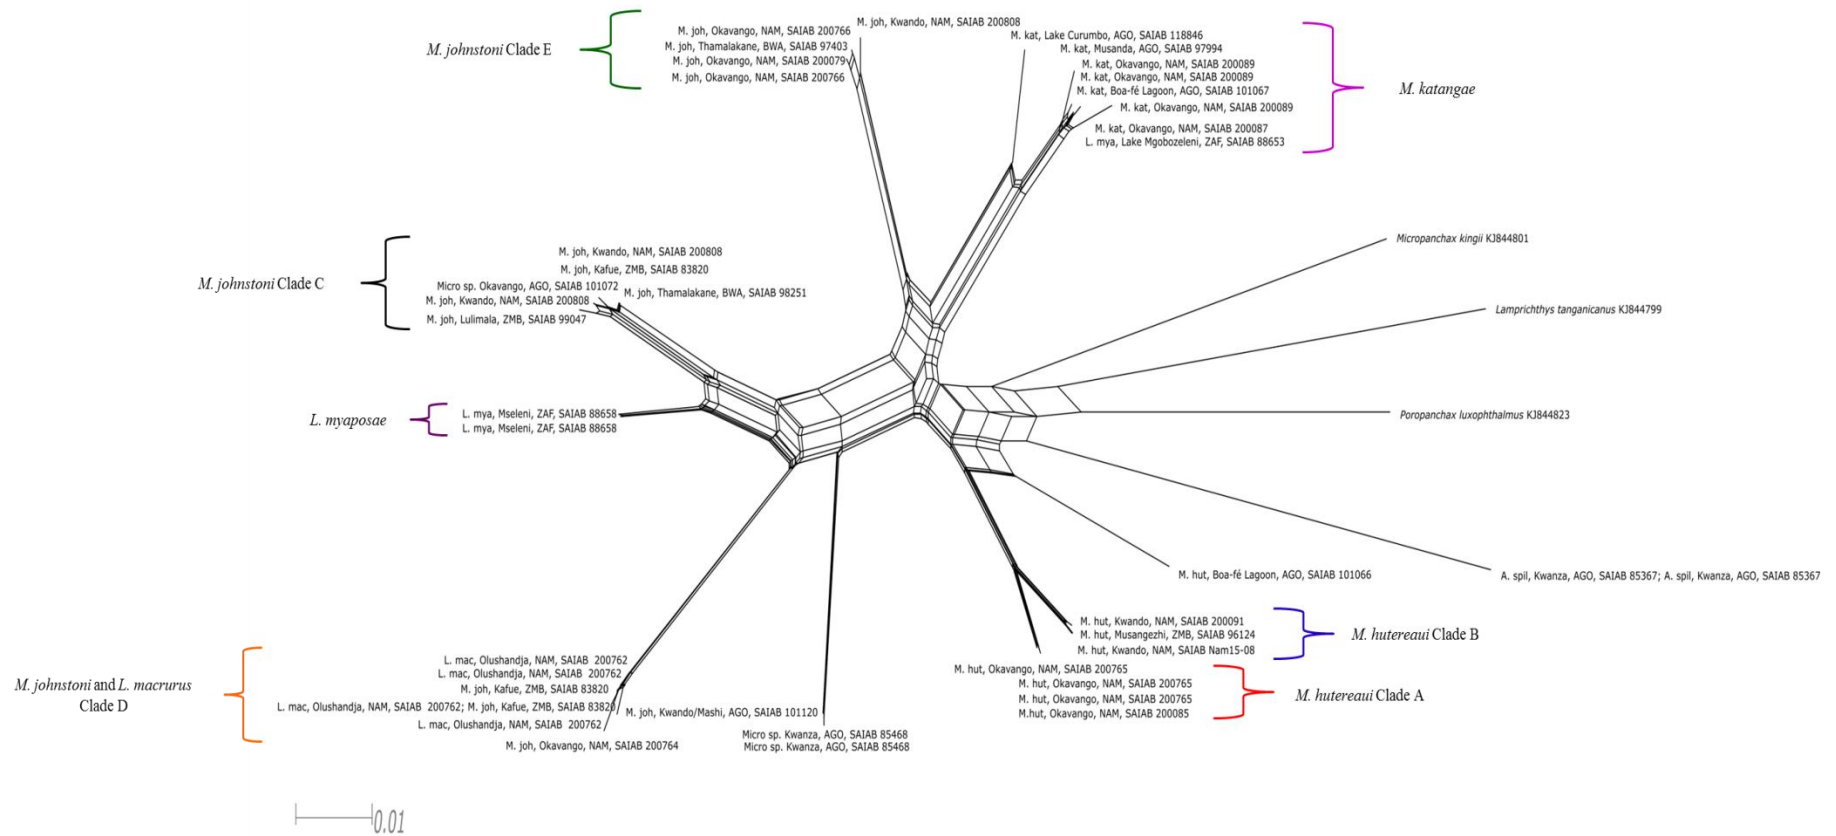 M. johnstoni Clade E
M. joh, Okavango, NAM, SAIAB 200766
M. joh, Thamalakane, BWA, SAIAB 97403
M. joh, Okavango, NAM, SAIAB 200079
M. joh, Okavango, NAM, SAIAB 200766
M. joh, Kwando, NAM, SAIAB 200808
M. kat, Lake Curumbo, AGO, SAIAB 118846
M. kat, Musanda, AGO, SAIAB 97994
M. kat, Okavango, NAM, SAIAB 200089
M. kat, Okavango, NAM, SAIAB 200089
M. kat, Boa-fé Lagoon, AGO, SAIAB 101067
M. kat, Okavango, NAM, SAIAB 200089
M. kat, Okavango, NAM, SAIAB 200087
L. mya, Lake Mgobozeleni, ZAF, SAIAB 88653
M. katangae
Micropanchax kingii KJ844801
Lamprichthys tanganicanus KJ844799
Poropanchax luxophthalmus KJ844823
M. johnstoni Clade C
M. joh, Kwando, NAM, SAIAB 200808
M. joh, Kafue, ZMB, SAIAB 83820
Micro sp. Okavango, AGO, SAIAB 101072
M. joh, Thamalakane, BWA, SAIAB 98251
M. joh, Kwando, NAM, SAIAB 200808
M. joh, Lulimala, ZMB, SAIAB 99047
L. myaposae
L. mya, Mseleni, ZAF, SAIAB 88658
L. mya, Mseleni, ZAF, SAIAB 88658
M. hut, Boa-fé Lagoon, AGO, SAIAB 101066
A. spil, Kwanza, AGO, SAIAB 85367; A. spil, Kwanza, AGO, SAIAB 85367
M. hut, Kwando, NAM, SAIAB 200091
M. hut, Musangezhi, ZMB, SAIAB 96124
M. hut, Kwando, NAM, SAIAB Nam15-08
M. hutereaui Clade B
M. hut, Okavango, NAM, SAIAB 200765
M. hut, Okavango, NAM, SAIAB 200765
M. hut, Okavango, NAM, SAIAB 200765
M.hut, Okavango, NAM, SAIAB 200085
M. hutereaui Clade A
M. johnstoni and L. macrurus
Clade D
L. mac, Olushandja, NAM, SAIAB 200762
L. mac, Olushandja, NAM, SAIAB 200762
M. joh, Kafue, ZMB, SAIAB 83820
L. mac, Olushandja, NAM, SAIAB 200762; M. joh, Kafue, ZMB, SAIAB 83820
L. mac, Olushandja, NAM, SAIAB 200762
M. joh, Okavango, NAM, SAIAB 200764
M. joh, Kwando/Mashi, AGO, SAIAB 101120
Micro sp. Kwanza, AGO, SAIAB 85468
Micro sp. Kwanza, AGO, SAIAB 85468
0.01